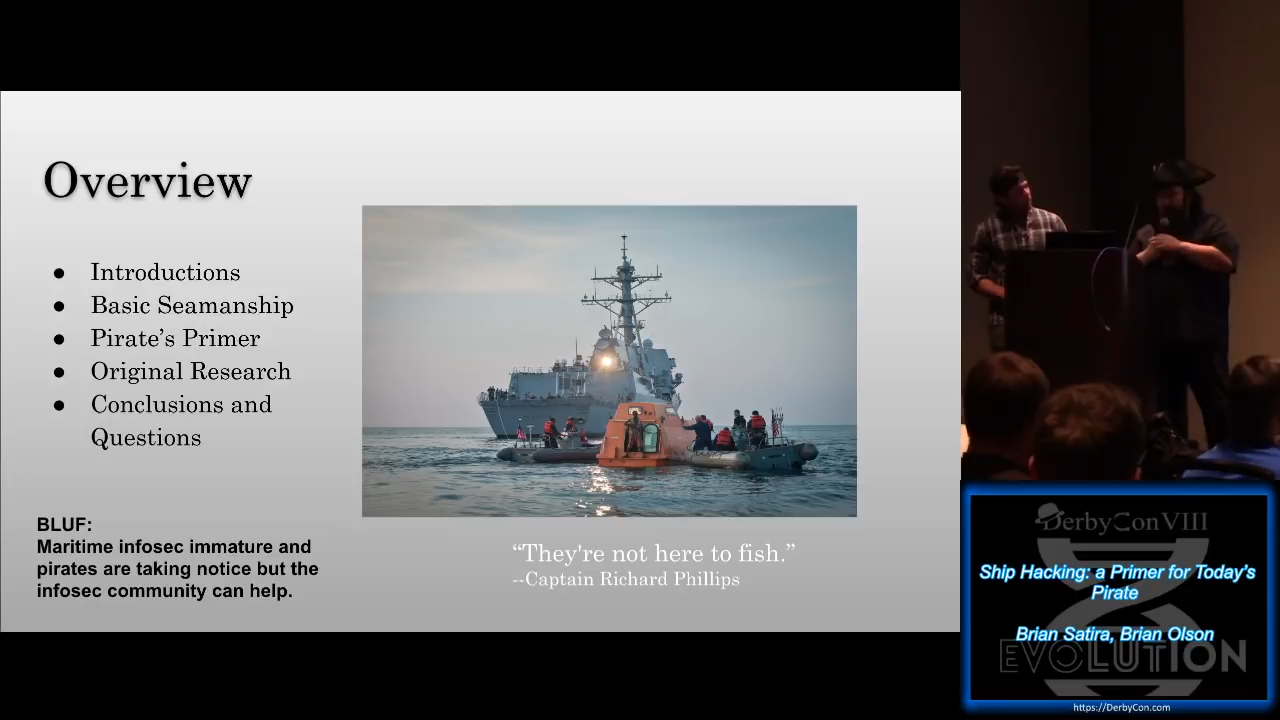 Overview
● Introductions
● Basic Seamanship
● Pirate's Primer
● Original Research
● Conclusions and
Questions
BLUF:
Maritime infosec immature and
pirates are taking notice but the
infosec community can help.
“They're not here to fish.”
--Captain Richard Phillips
DerbyCon VIII
Ship Hacking: a Primer for Today's
Pirate
Brian Satira, Brian Olson
EVOLUTION
https://DerbyCon.com